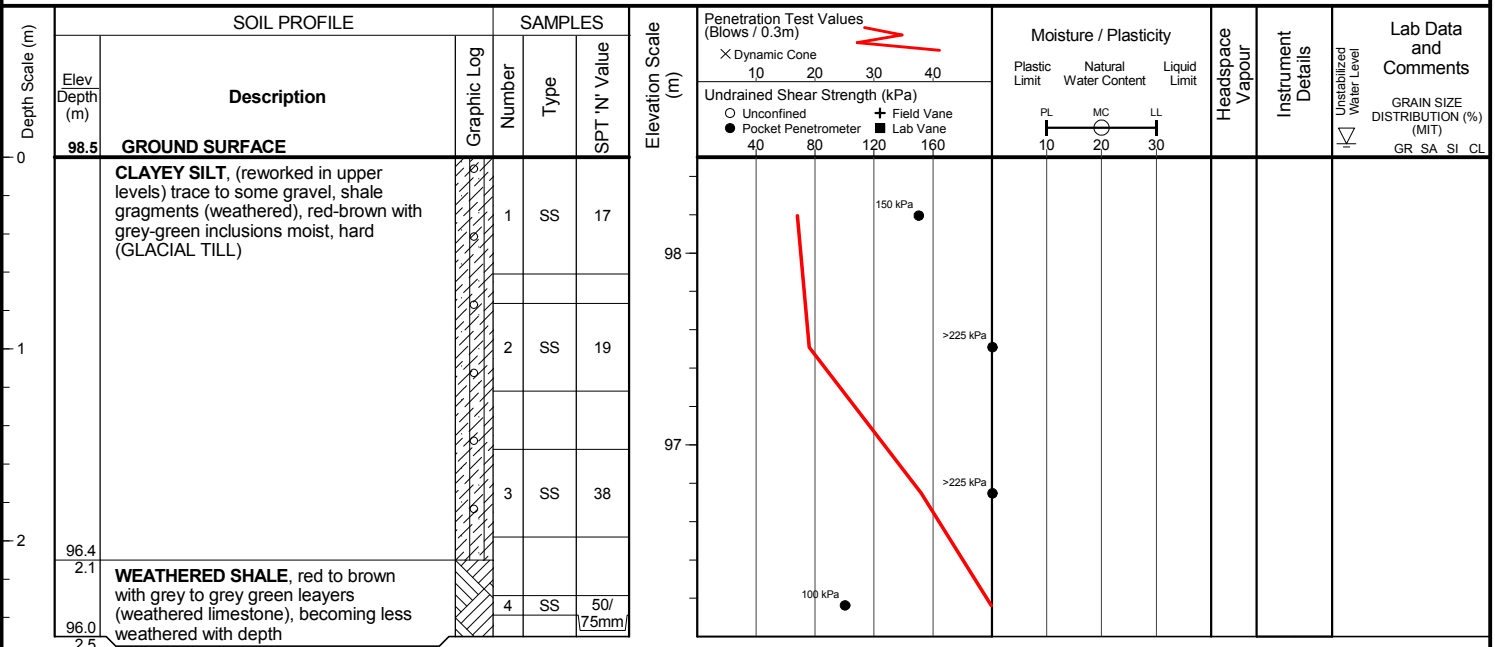 Depth Scale (m)
SOIL PROFILE
Elev
Depth
(m)
Description
Graphic Log
SAMPLES
Number
Type
SPT 'N' Value
Elevation Scale
(m)
Penetration Test Values
(Blows / 0.3m)
Dynamic Cone
10 20 30 40
Undrained Shear Strength (kPa)
Unconfined
Field Vane
Pocket Penetrometer
Lab Vane
40 80 120 160
Moisture / Plasticity
Plastic
Limit
Natural
Water Content
Liquid
Limit
PL MC LL
10 20 30
Headspace
Vapour
Instrument
Details
Unstabilized
Water Level
Lab Data
and
Comments
GRAIN SIZE
DISTRIBUTION (%)
(MIT)
GR SA SI CL
98.5 GROUND SURFACE
0
CLAYEY SILT, (reworked in upper
levels) trace to some gravel, shale
gragments (weathered), red-brown with
grey-green inclusions moist, hard
(GLACIAL TILL)
1 SS 17
150 kPa
98
1
2 SS 19
>225 kPa
97
3 SS 38
>225 kPa
2
96.4
2.1
WEATHERED SHALE, red to brown
with grey to grey green leayers
(weathered limestone), becoming less
weathered with depth
4 SS 50/
75mm
100 kPa
96.0
2.5